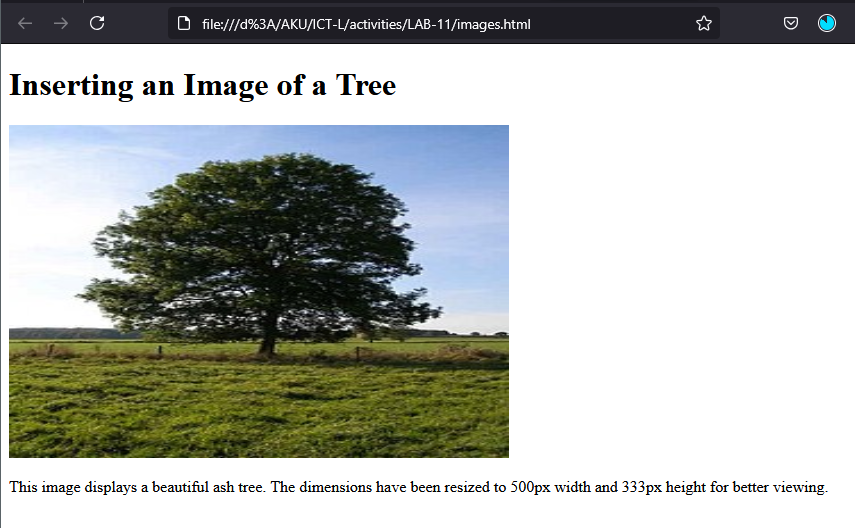 file:///d%3A/AKU/ICT-L/activities/LAB-11/images.html
Inserting an Image of a Tree
This image displays a beautiful ash tree. The dimensions have been resized to 500px width and 333px height for better viewing.